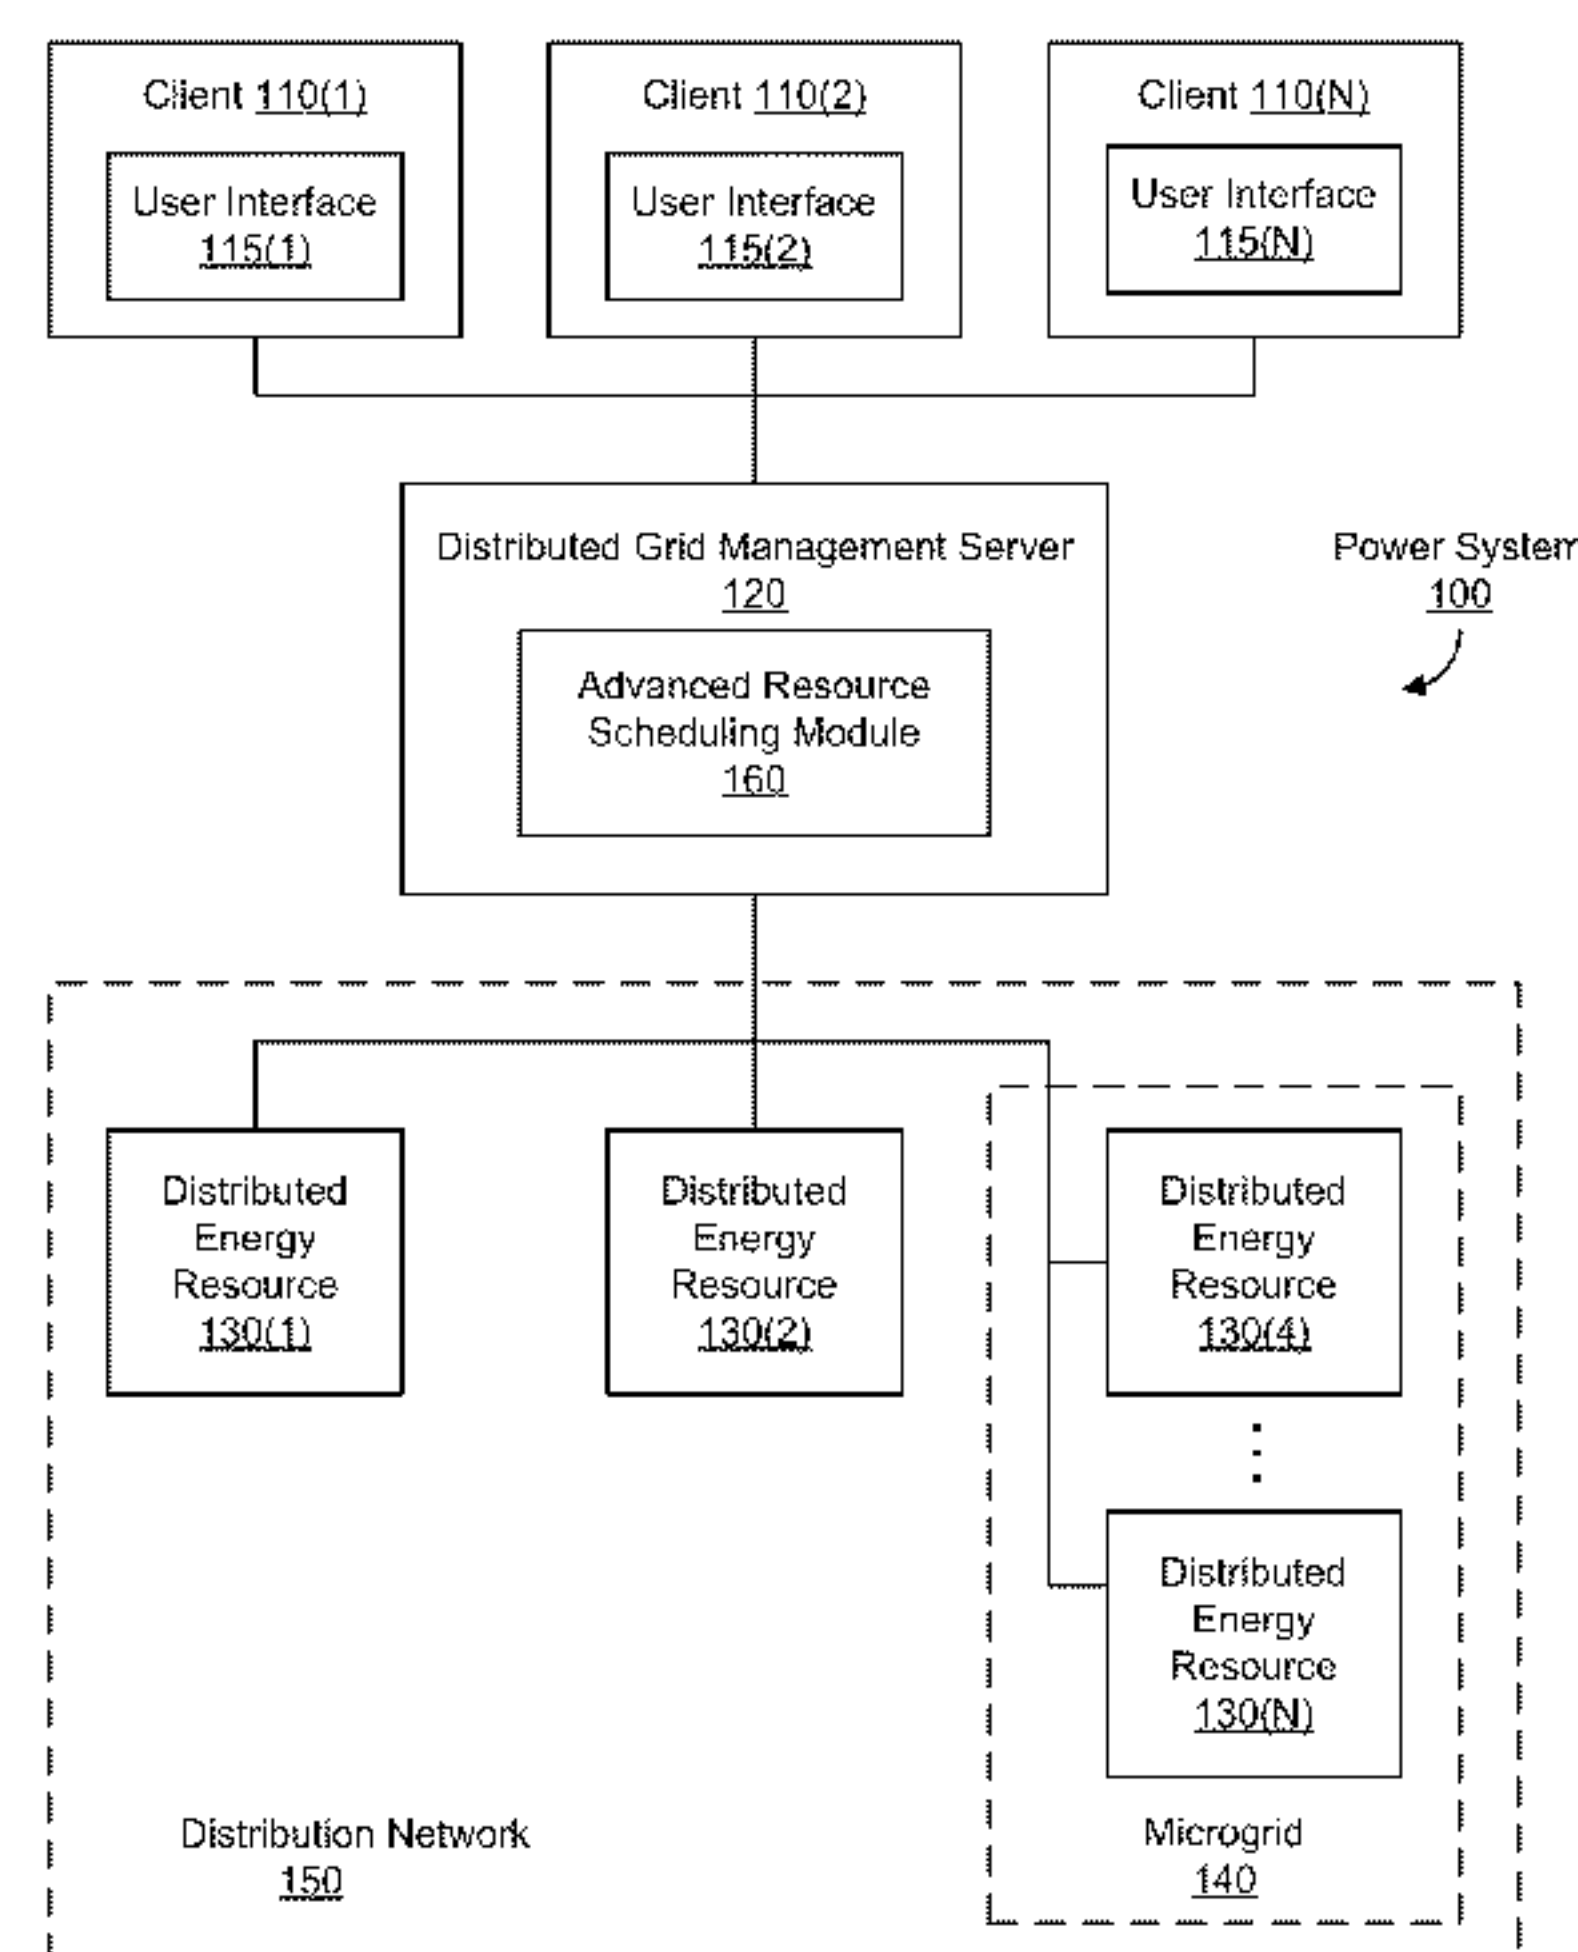 Client 110(1)
User Interface
115(1)
Client 110(2)
User Interface
115(2)
Client 110(N)
User Interface
115(N)
Distributed Grid Management Server
120
Advanced Resource
Scheduling Module
160
Power System
100
Distributed
Energy
Resource
130(1)
Distributed
Energy
Resource
130(2)
Distributed
Energy
Resource
130(4)
Distributed
Energy
Resource
130(N)
Distribution Network
150
Microgrid
140